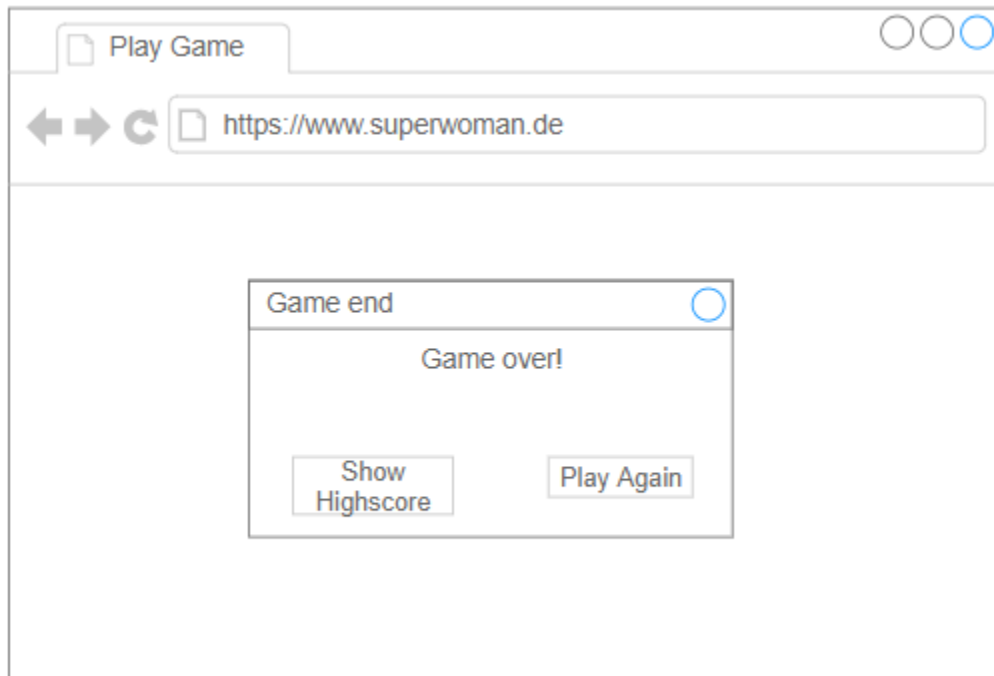 Play Game
https://www.superwoman.de
Game end
Game over!
Show
Highscore
Play Again